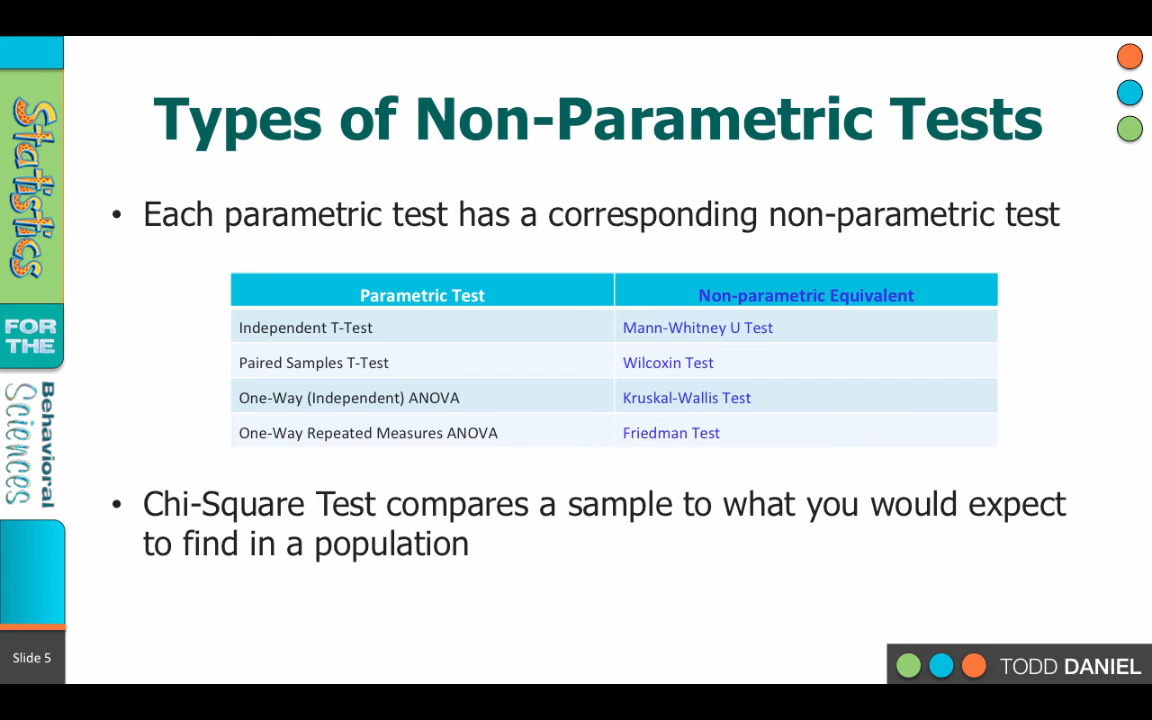 Statistics
FOR
THE
Behavioral
Sciences
Slide 5
Types of Non-Parametric Tests
• Each parametric test has a corresponding non-parametric test
Parametric Test Non-parametric Equivalent
Independent T-Test Mann-Whitney U Test
Paired Samples T-Test Wilcoxin Test
One-Way (Independent) ANOVA Kruskal-Wallis Test
One-Way Repeated Measures ANOVA Friedman Test
• Chi-Square Test compares a sample to what you would expect
to find in a population
TODD DANIEL